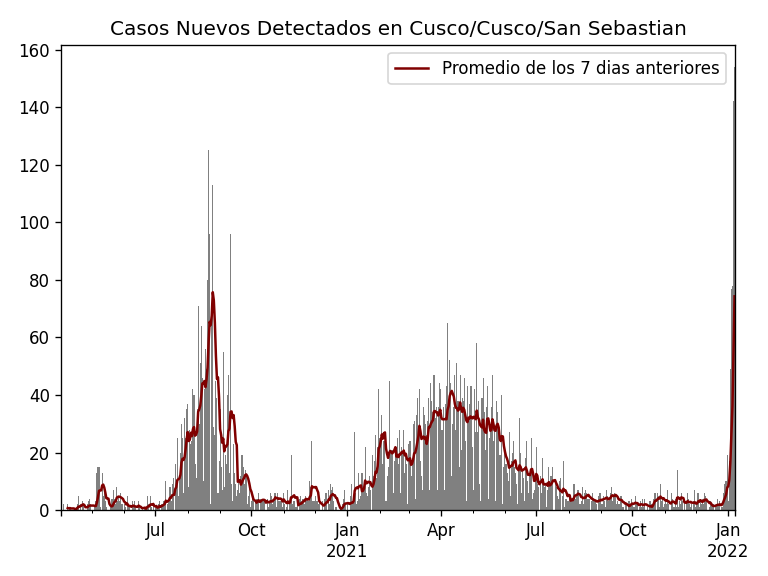 Casos Nuevos Detectados en Cusco/Cusco/San Sebastian
Promedio de los 7 dias anteriores
160
140
120
100
80
60
40
20
0
Jul
Oct
Jan
2021
Apr
Jul
Oct
Jan
2022